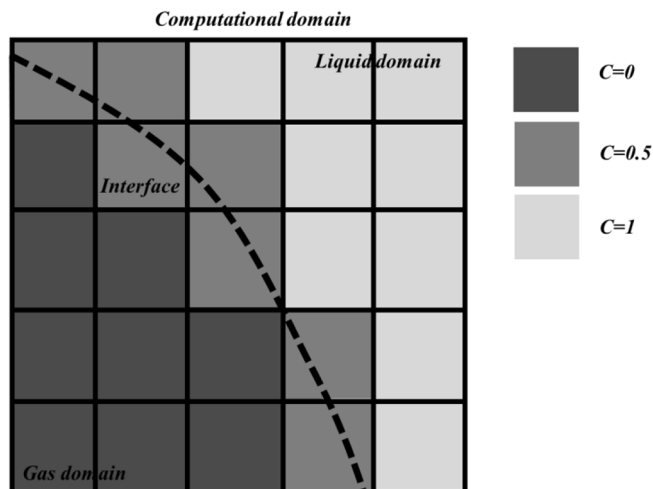 Computational domain
Liquid domain
Interface
Gas domain
C=0
C=0.5
C=1